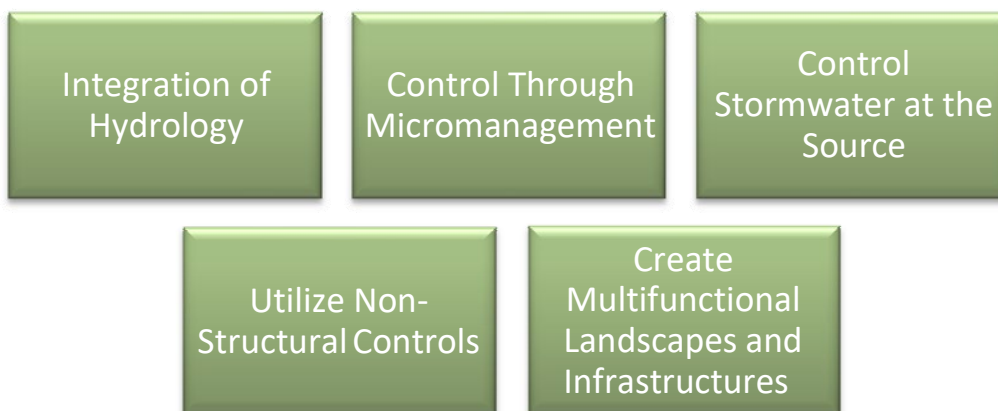 Integration of
Hydrology
Control Through
Micromanagement
Control
Stormwater at the
Source
Utilize Non-
Structural Controls
Create
Multifunctional
Landscapes and
Infrastructures